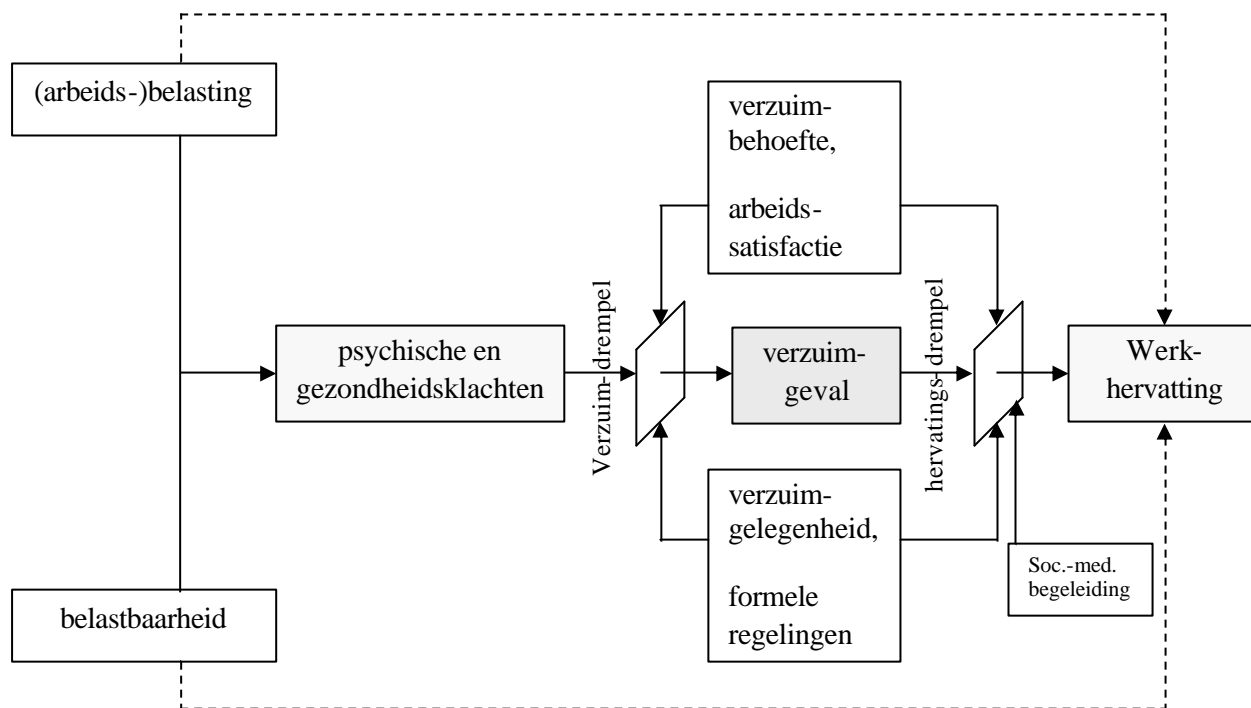 (arbeids-)belasting
verzuim-
behoefte,
arbeids-
satisfactie
psychische en
gezondheidsklachten
Verzuim-drempel
verzuim-
geval
hervatings-drempel
Werk-
hervatting
verzuim-
gelegenheid,
formele
regelingen
Soc.-med.
begeleiding
belastbaarheid